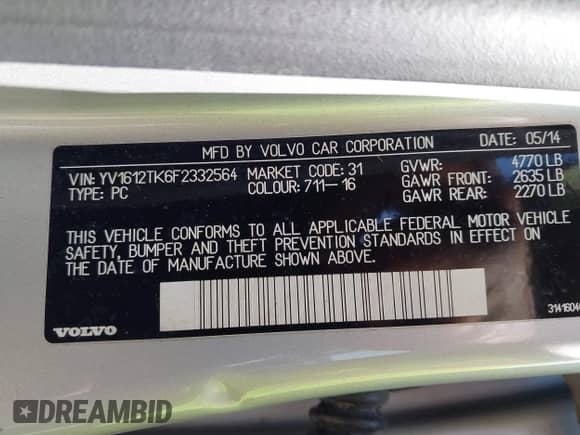 MFD BY VOLVO CAR CORPORATION DATE: 05/14
VIN: YV1612TK6F2332564 MARKET CODE: 31 GVWR: 4770 LB
TYPE: PC COLOUR: 711-16 GAWR FRONT: 2635 LB
GAWR REAR: 2270 LB
THIS VEHICLE CONFORMS TO ALL APPLICABLE FEDERAL MOTOR VEHICLE
SAFETY, BUMPER AND THEFT PREVENTION STANDARDS IN EFFECT ON
THE DATE OF MANUFACTURE SHOWN ABOVE.
VOLVO
DREAMBID